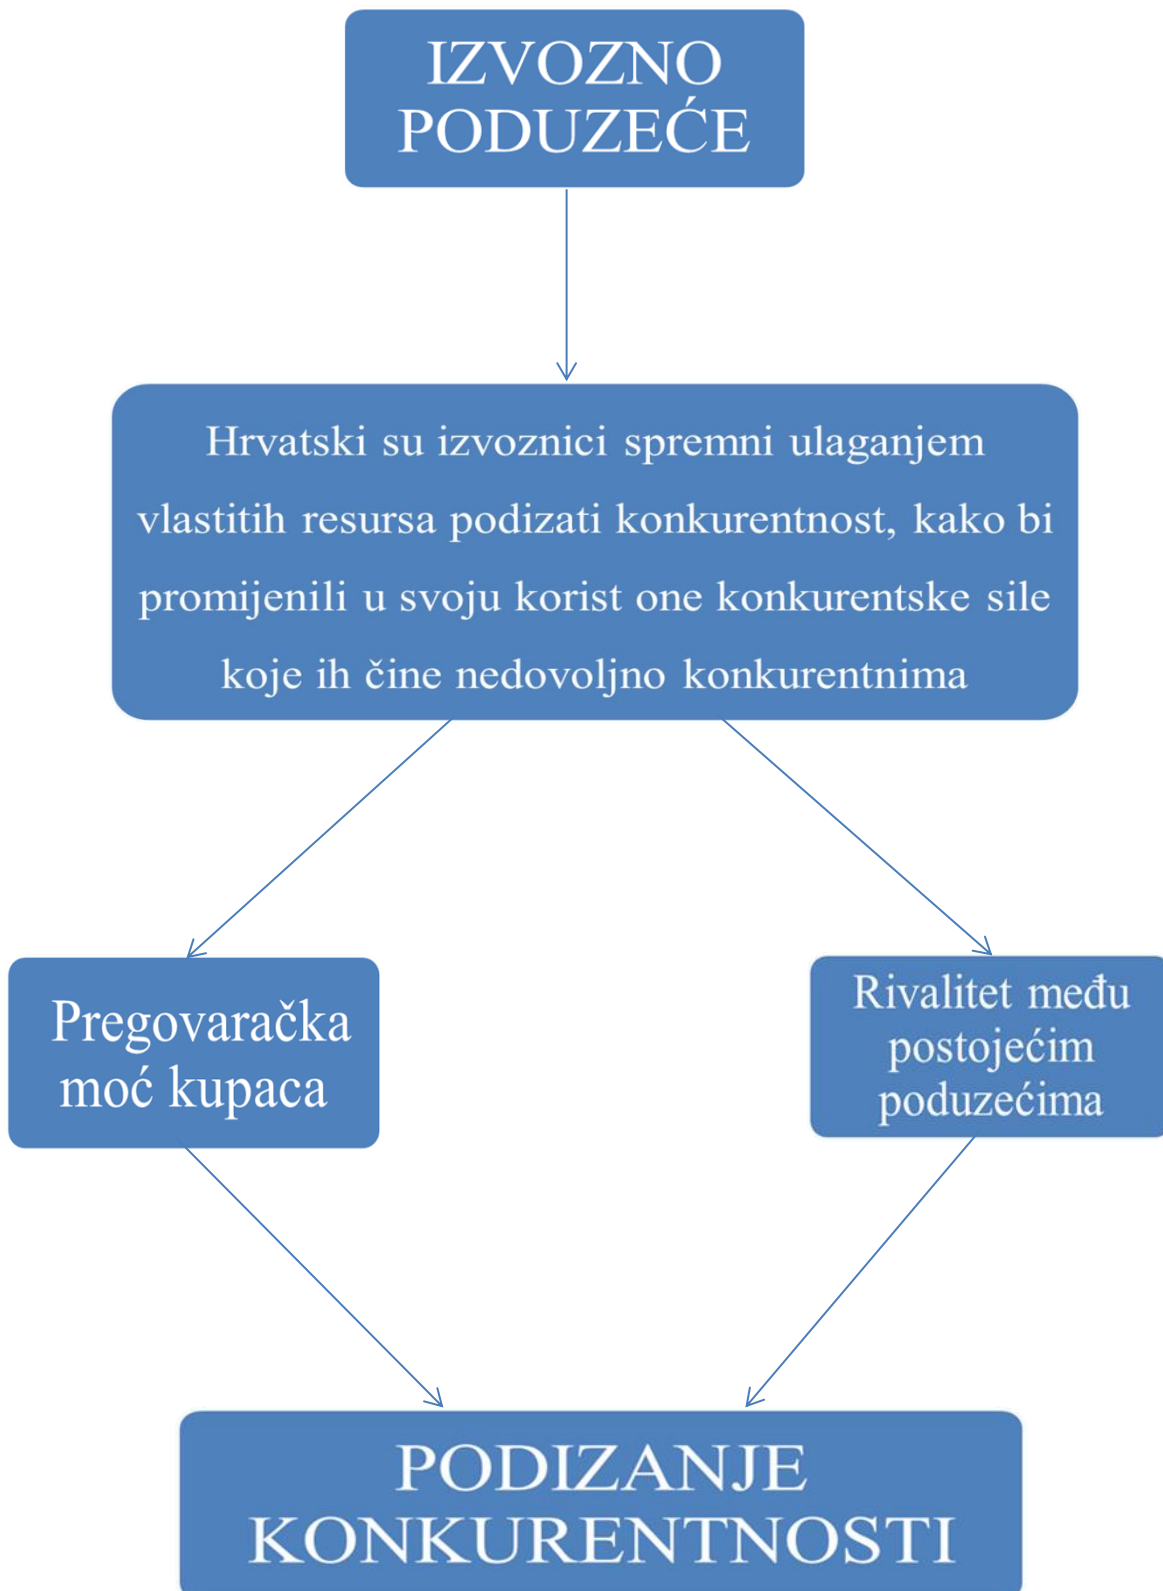 IZVOZNO
PODUZEĆE
Hrvatski su izvoznici spremni ulaganjem
vlastitih resursa podizati konkurentnost, kako bi
promijenili u svoju korist one konkurentske sile
koje ih čine nedovoljno konkurentnima
Pregovaračka
moć kupaca
Rivalitet među
postojećim
poduzećima
PODIZANJE
KONKURENTNOSTI